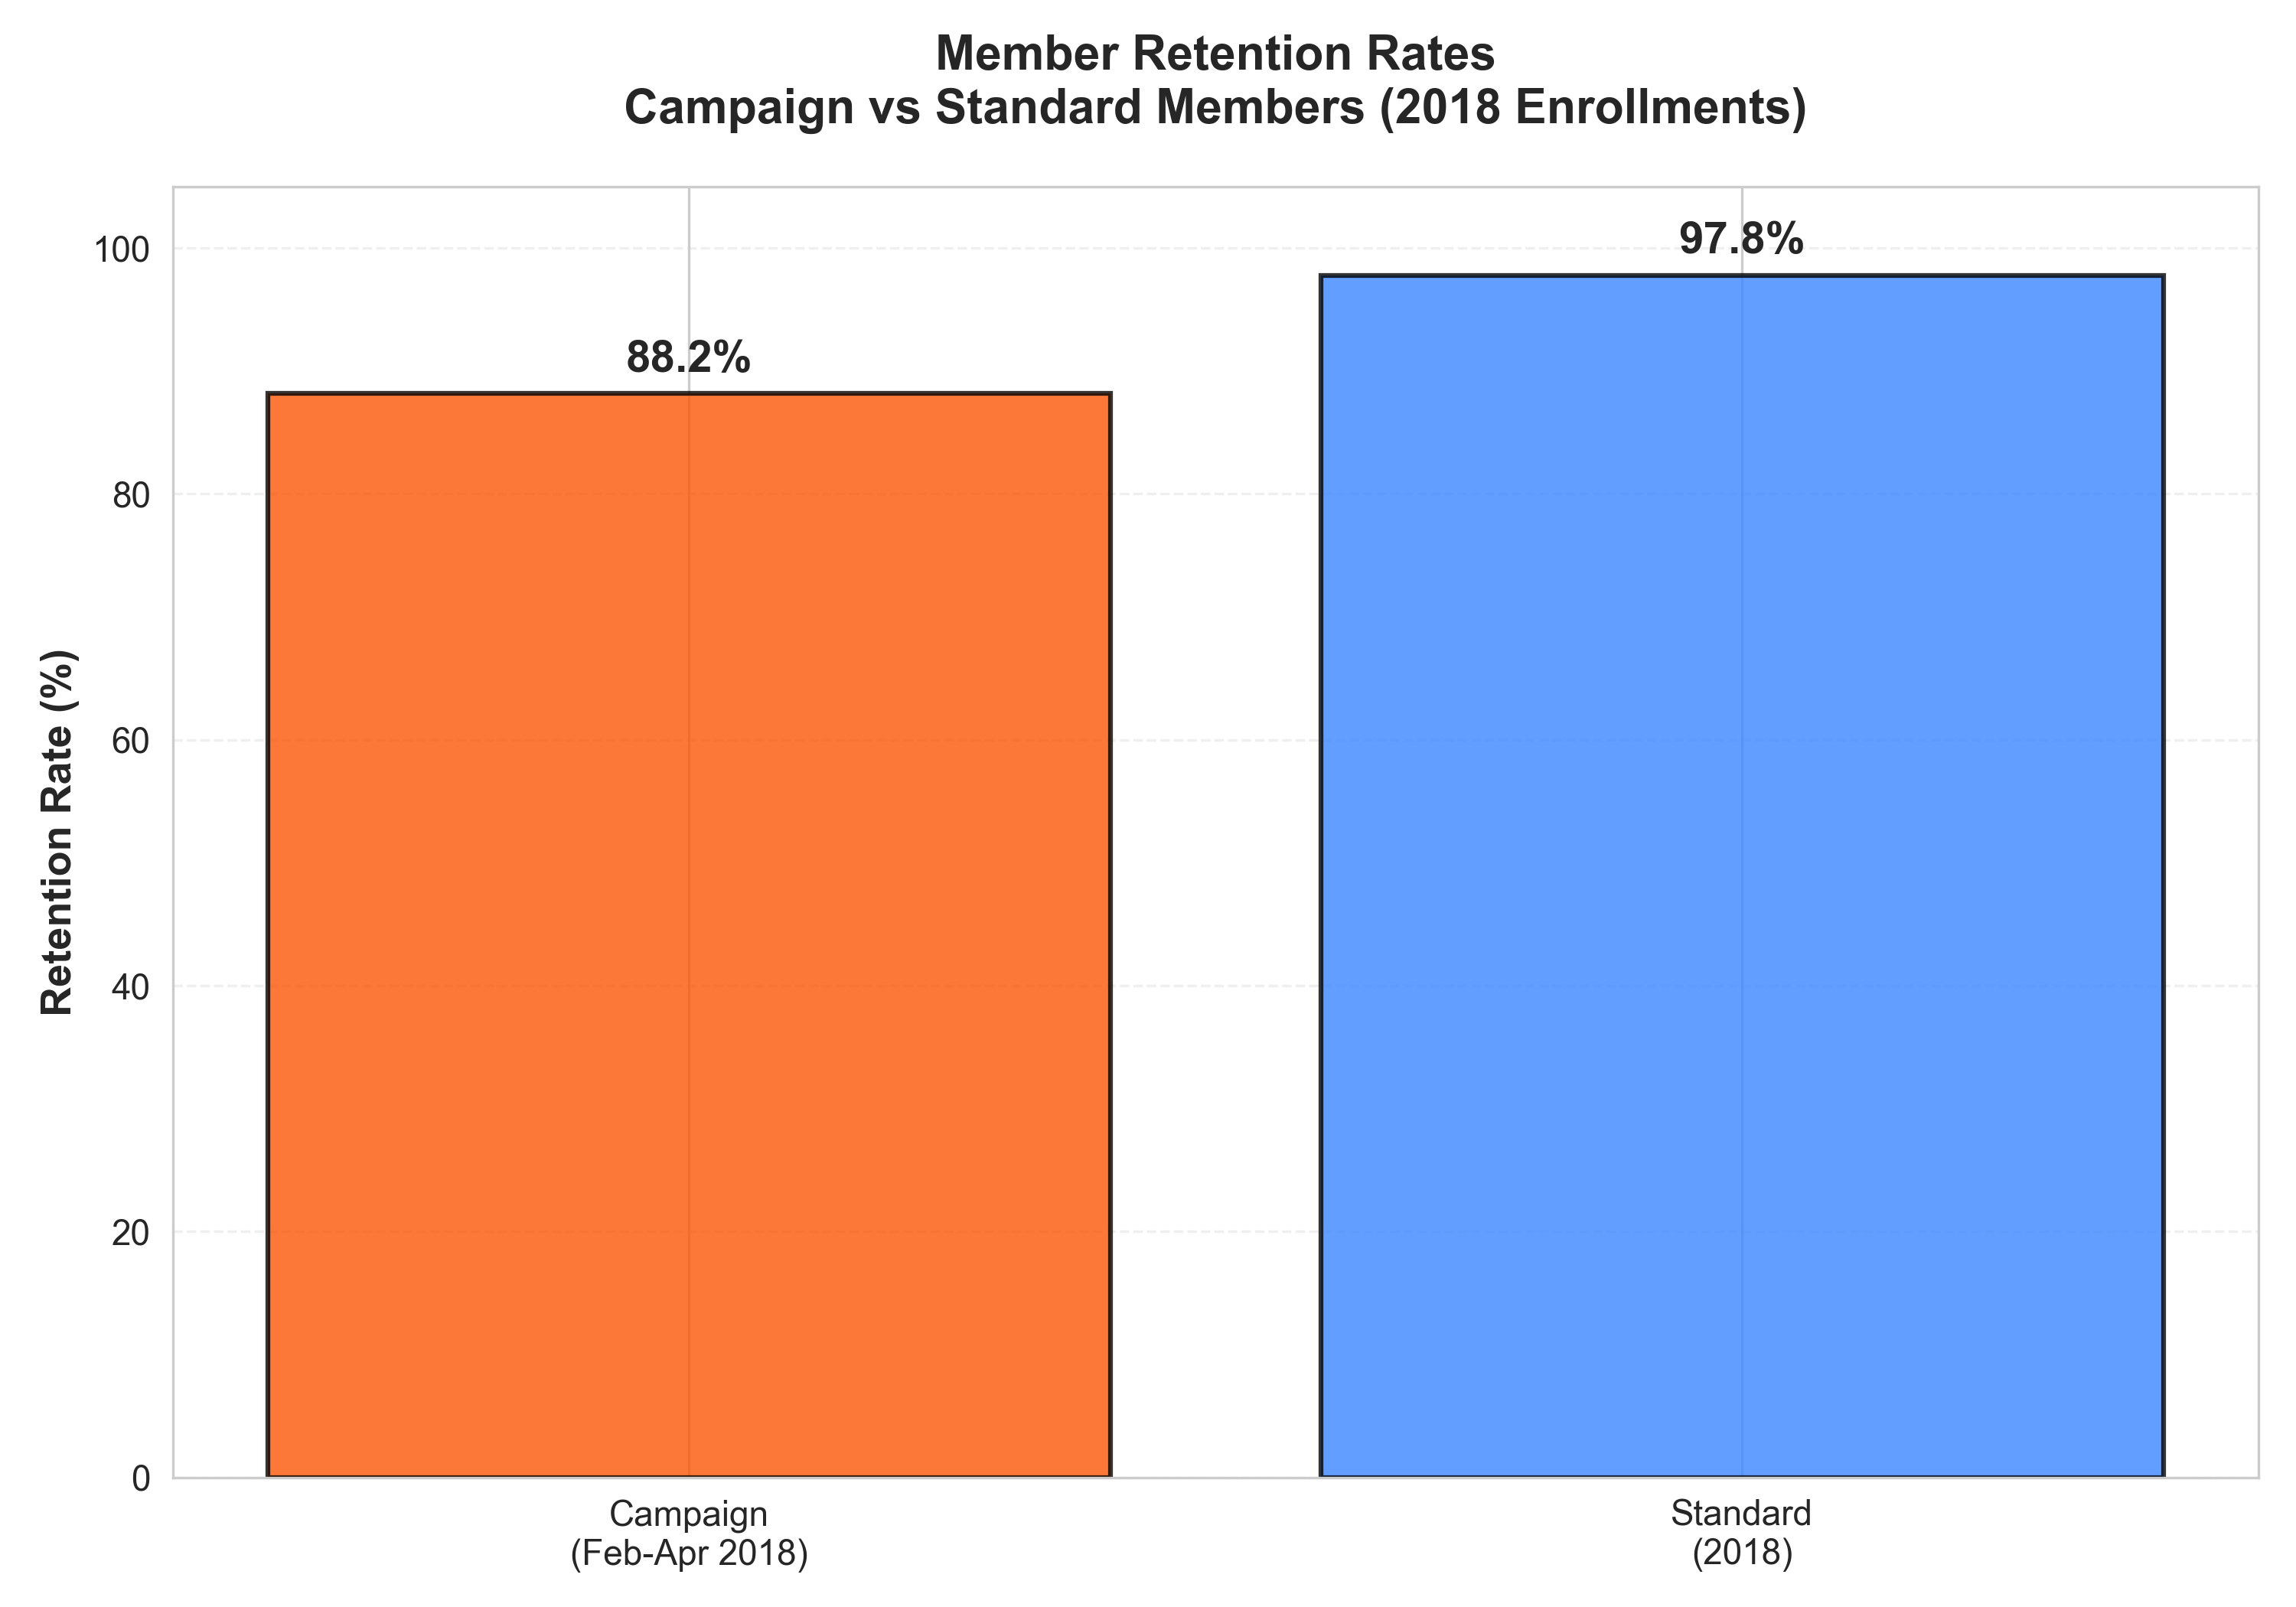 Member Retention Rates
Campaign vs Standard Members (2018 Enrollments)
Retention Rate (%)
100
80
60
40
20
0
88.2%
97.8%
Campaign
(Feb-Apr 2018)
Standard
(2018)